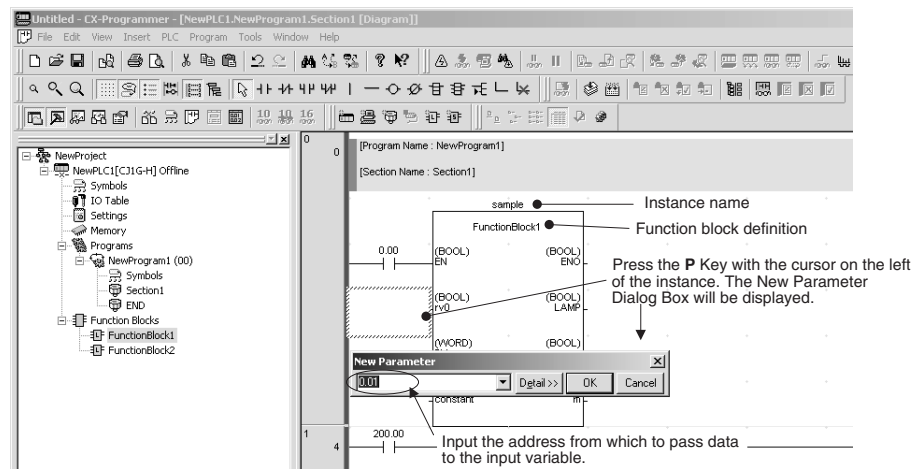 Untitled - CX-Programmer - [NewPLC1.NewProgram1.Section1 [Diagram]]
File Edit View Insert PLC Program Tools Window Help
10 10 16
NewProject
NewPLC1[CJ1G-H] Offline
Symbols
IO Table
Settings
Memory
Programs
NewProgram1 (00)
Symbols
Section1
END
Function Blocks
FunctionBlock1
FunctionBlock2
0
0
[Program Name : NewProgram1]
[Section Name : Section1]
sample
Instance name
FunctionBlock1
Function block definition
0.00
(BOOL)
EN
(BOOL)
ENO
Press the P Key with the cursor on the left
of the instance. The New Parameter
Dialog Box will be displayed.
(BOOL)
rv0
(BOOL)
LAMP
(WORD)
(BOOL)
New Parameter
0.01
Detail >>
OK
Cancel
constant
m
1
4
200.00
Input the address from which to pass data
to the input variable.